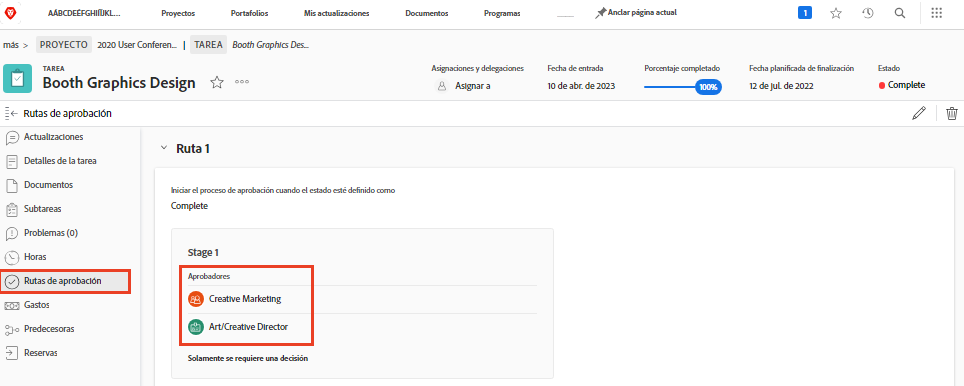 AÁBCDEÉFGHIÍJKL... Proyectos Portafolios Mis actualizaciones Documentos Programas Anclar página actual 1
más > PROYECTO 2020 User Conferen... | TAREA Booth Graphics Des...
TAREA
Booth Graphics Design
Asignaciones y delegaciones Fecha de entrada Porcentaje completado Fecha planificada de finalización Estado
Asignar a 10 de abr. de 2023 100% 12 de jul. de 2022 Complete
Rutas de aprobación
Actualizaciones
Detalles de la tarea
Documentos
Subtareas
Problemas (0)
Horas
Rutas de aprobación
Gastos
Predecesoras
Reservas
Ruta 1
Iniciar el proceso de aprobación cuando el estado esté definido como
Complete
Stage 1
Aprobadores
Creative Marketing
Art/Creative Director
Solamente se requiere una decisión